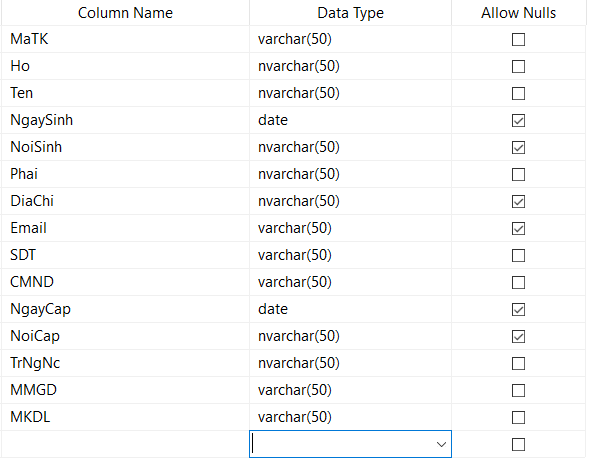 Column Name Data Type Allow Nulls
MaTK varchar(50)
Ho nvarchar(50)
Ten nvarchar(50)
NgaySinh date
NoiSinh nvarchar(50)
Phai nvarchar(50)
DiaChi nvarchar(50)
Email varchar(50)
SDT varchar(50)
CMND varchar(50)
NgayCap date
NoiCap nvarchar(50)
TrNgNc nvarchar(50)
MMGD varchar(50)
MKDL varchar(50)